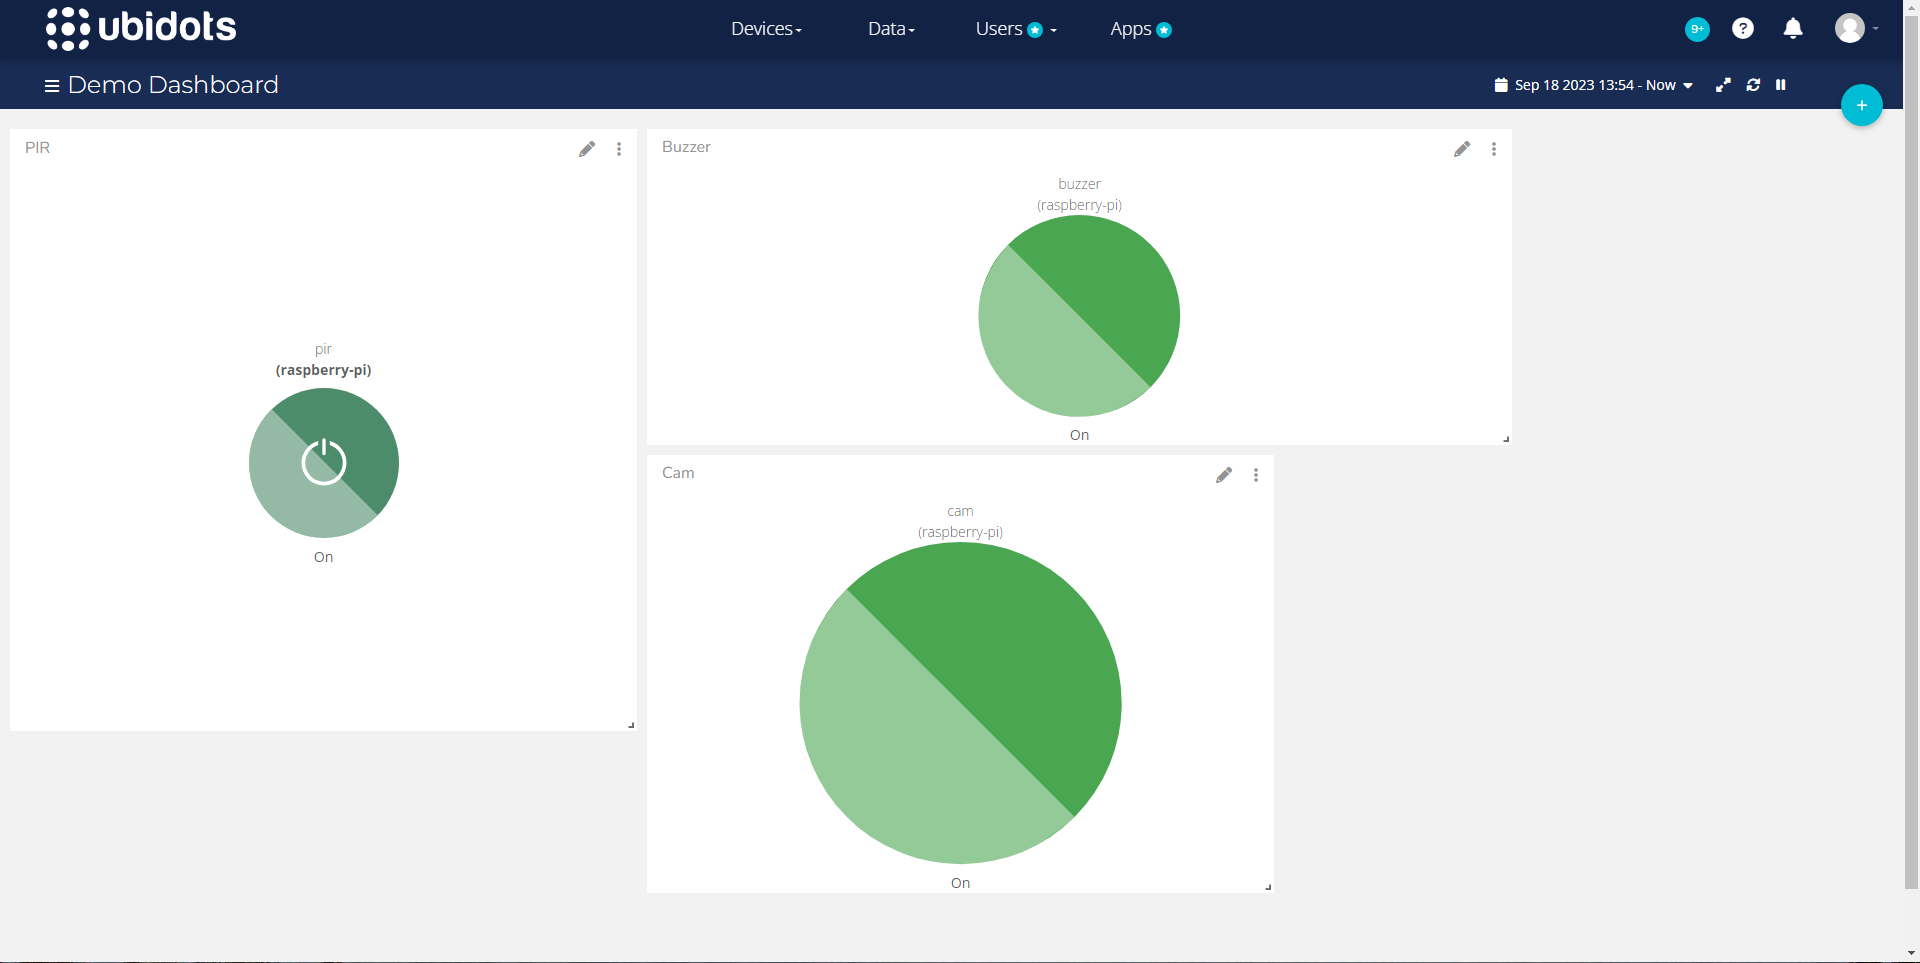 ubidots
Devices
Data
Users
Apps
9+
?
Demo Dashboard
Sep 18 2023 13:54 - Now
+
PIR
pir
(raspberry-pi)
On
Buzzer
buzzer
(raspberry-pi)
On
Cam
cam
(raspberry-pi)
On